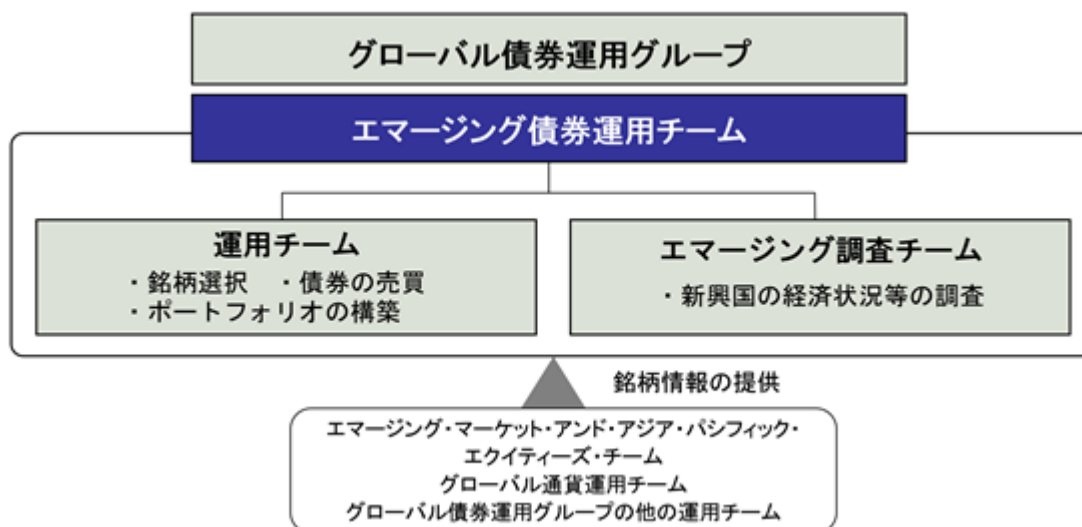 グローバル債券運用グループ
エマージング債券運用チーム
運用チーム
・銘柄選択　・債券の売買
・ポートフォリオの構築
エマージング調査チーム
・新興国の経済状況等の調査
銘柄情報の提供
エマージング・マーケット・アンド・アジア・パシフィック・
エクイティーズ・チーム
グローバル通貨運用チーム
グローバル債券運用グループの他の運用チーム